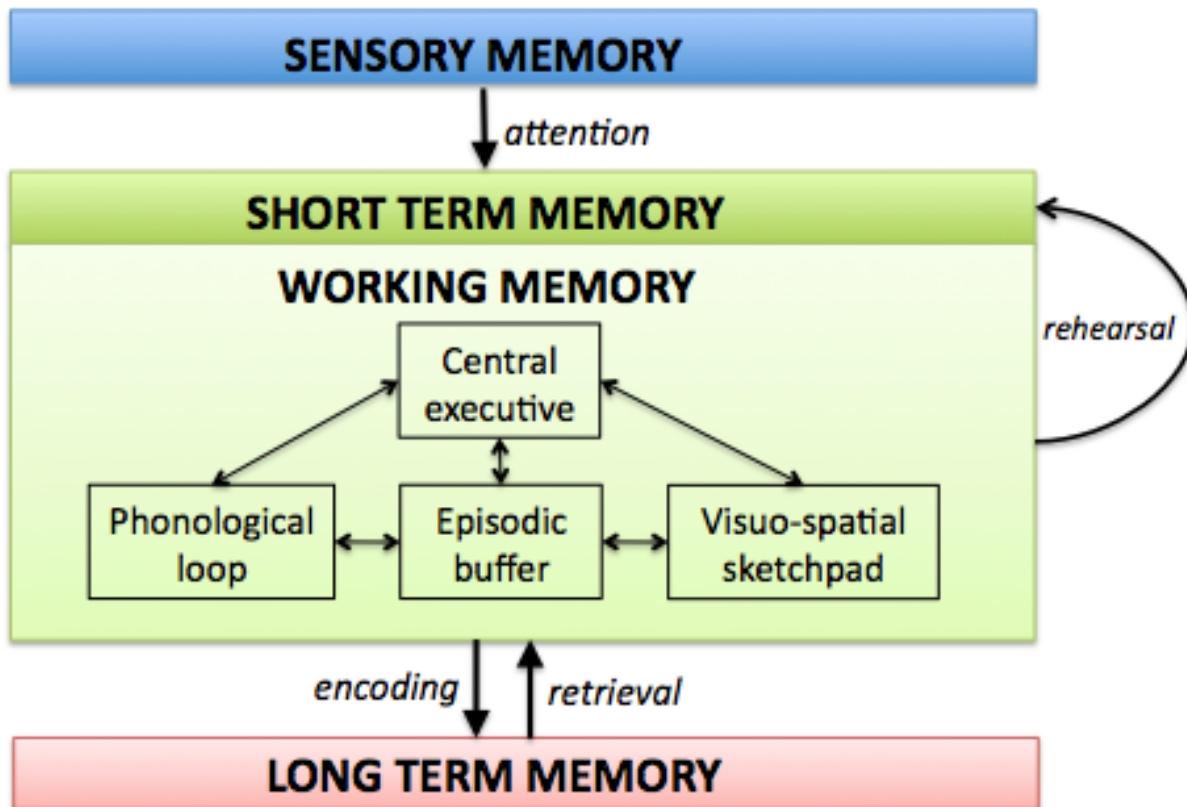 SENSORY MEMORY
attention
SHORT TERM MEMORY
WORKING MEMORY
rehearsal
Central
executive
Phonological
loop
Episodic
buffer
Visuo-spatial
sketchpad
encoding
retrieval
LONG TERM MEMORY